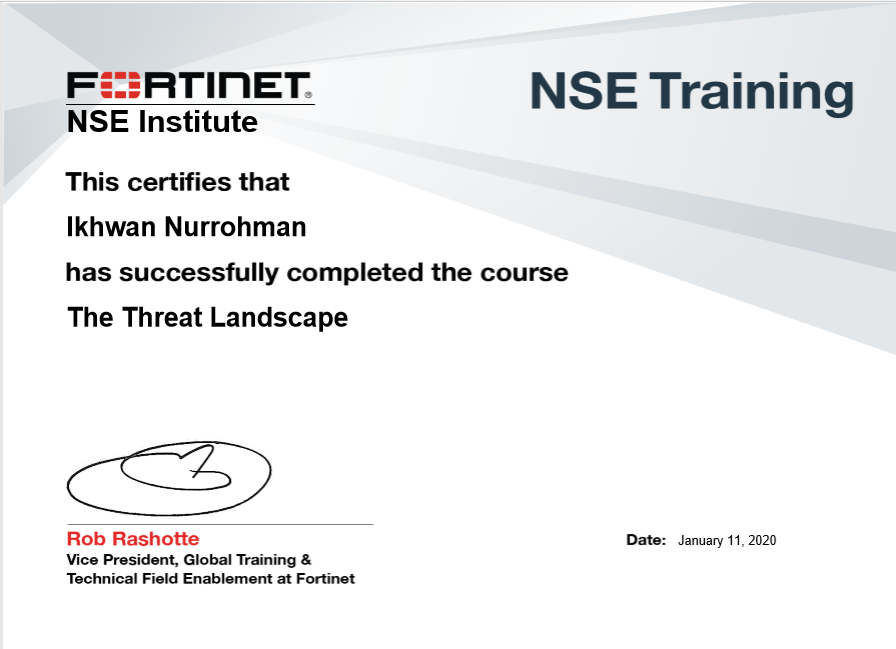 FORTINET®
NSE Institute
NSE Training
This certifies that
Ikhwan Nurrohman
has successfully completed the course
The Threat Landscape
Rob Rashotte
Vice President, Global Training &
Technical Field Enablement at Fortinet
Date: January 11, 2020